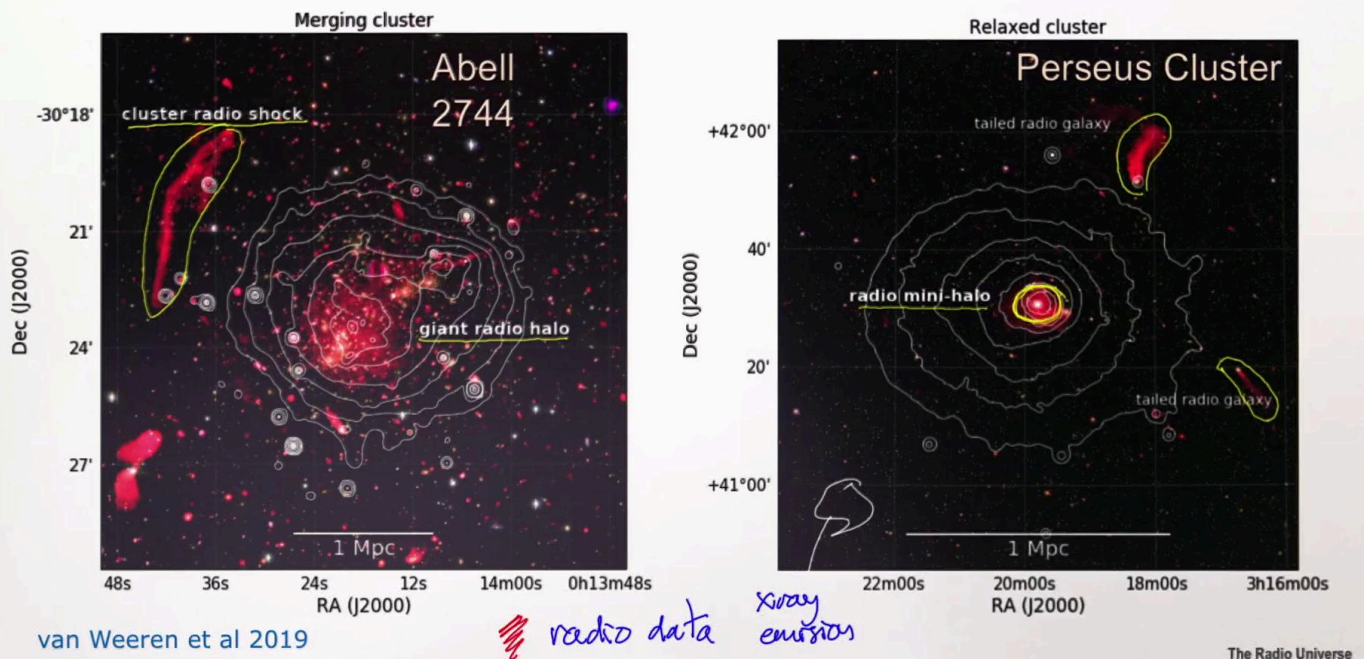 Merging cluster
Abell
2744
cluster radio shock
giant radio halo
-30°18'
21'
24'
27'
Dec (J2000)
1 Mpc
48s 36s 24s 12s 14m00s 0h13m48s
RA (J2000)
Relaxed cluster
Perseus Cluster
tailed radio galaxy
radio mini-halo
tailed radio galaxy
+42°00'
40'
20'
+41°00'
Dec (J2000)
1 Mpc
22m00s 20m00s 18m00s 3h16m00s
RA (J2000)
van Weeren et al 2019
radio data
xray
emission
The Radio Universe